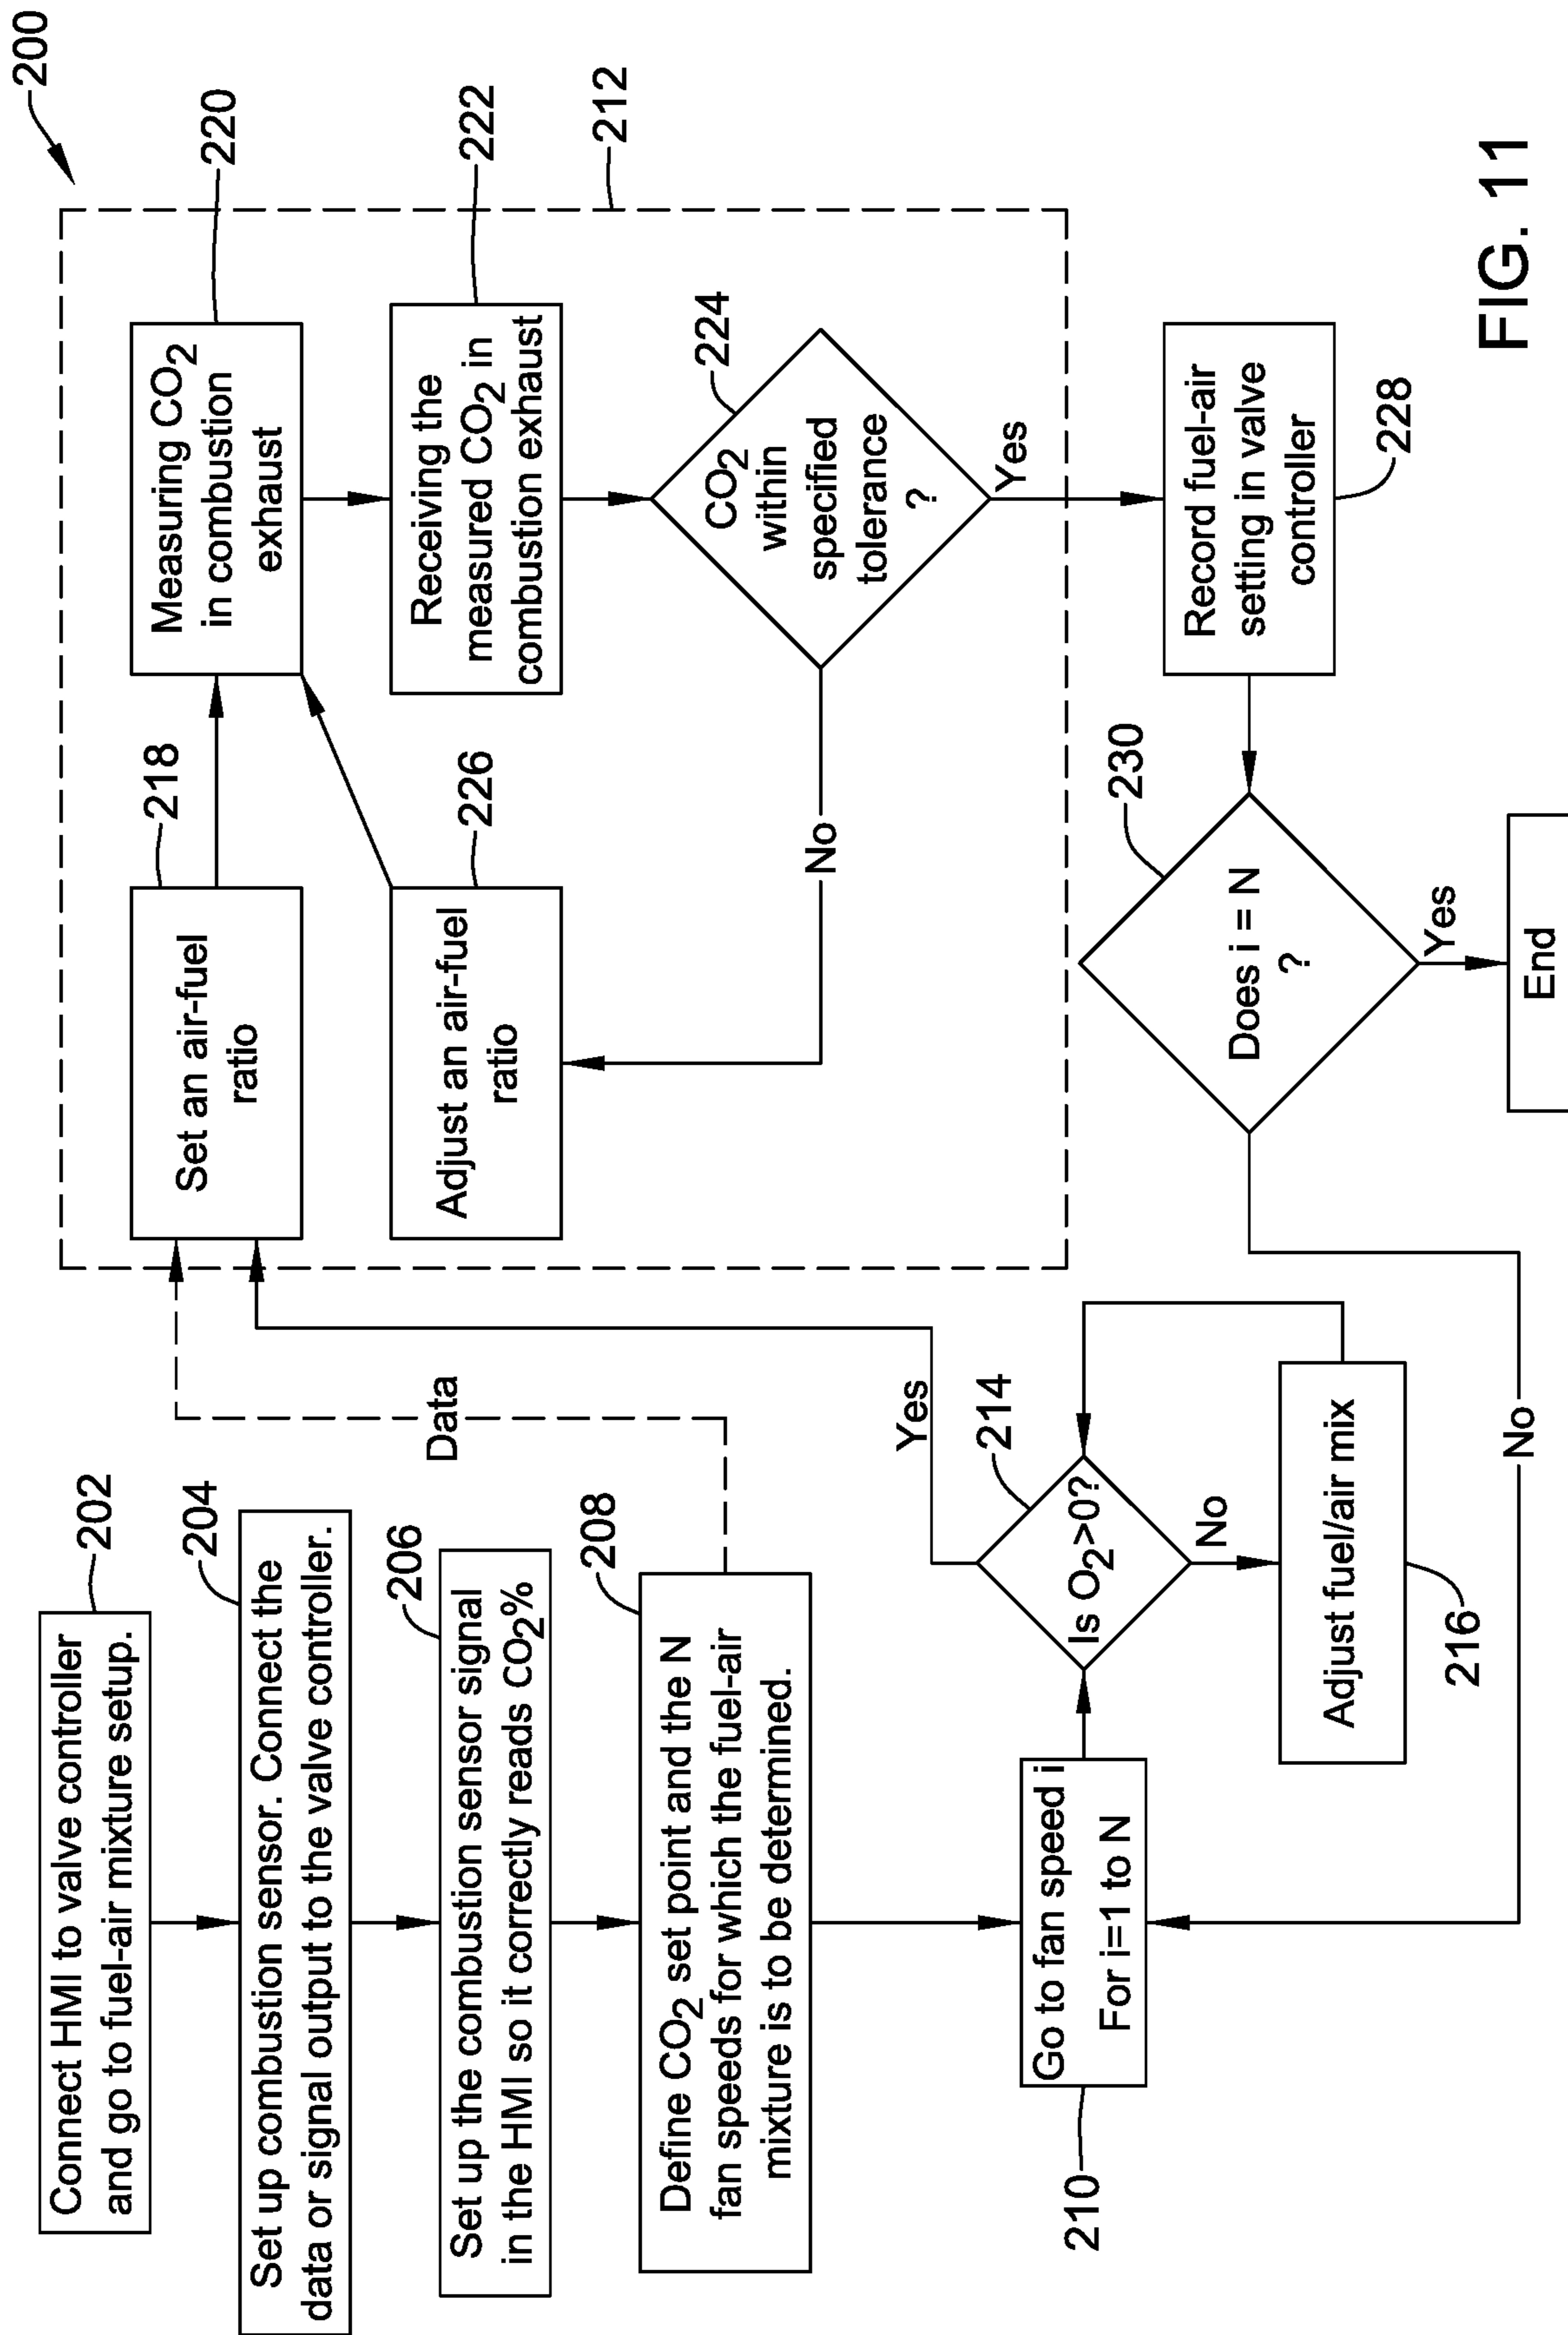 200
Connect HMI to valve controller
and go to fuel-air mixture setup.
202
Set up combustion sensor. Connect the
data or signal output to the valve controller.
204
Set up the combustion sensor signal
in the HMI so it correctly reads CO2%
206
Define CO2 set point and the N
fan speeds for which the fuel-air
mixture is to be determined.
208
Data
Go to fan speed i
For i=1 to N
210
Is O2>0?
214
Yes
No
Adjust fuel/air mix
216
212
Set an air-fuel
ratio
218
Measuring CO2
in combustion
exhaust
220
Receiving the
measured CO2 in
combustion exhaust
222
CO2
within
specified
tolerance
?
224
No
Adjust an air-fuel
ratio
226
Yes
Record fuel-air
setting in valve
controller
228
Does i = N
?
230
No
Yes
End
FIG. 11